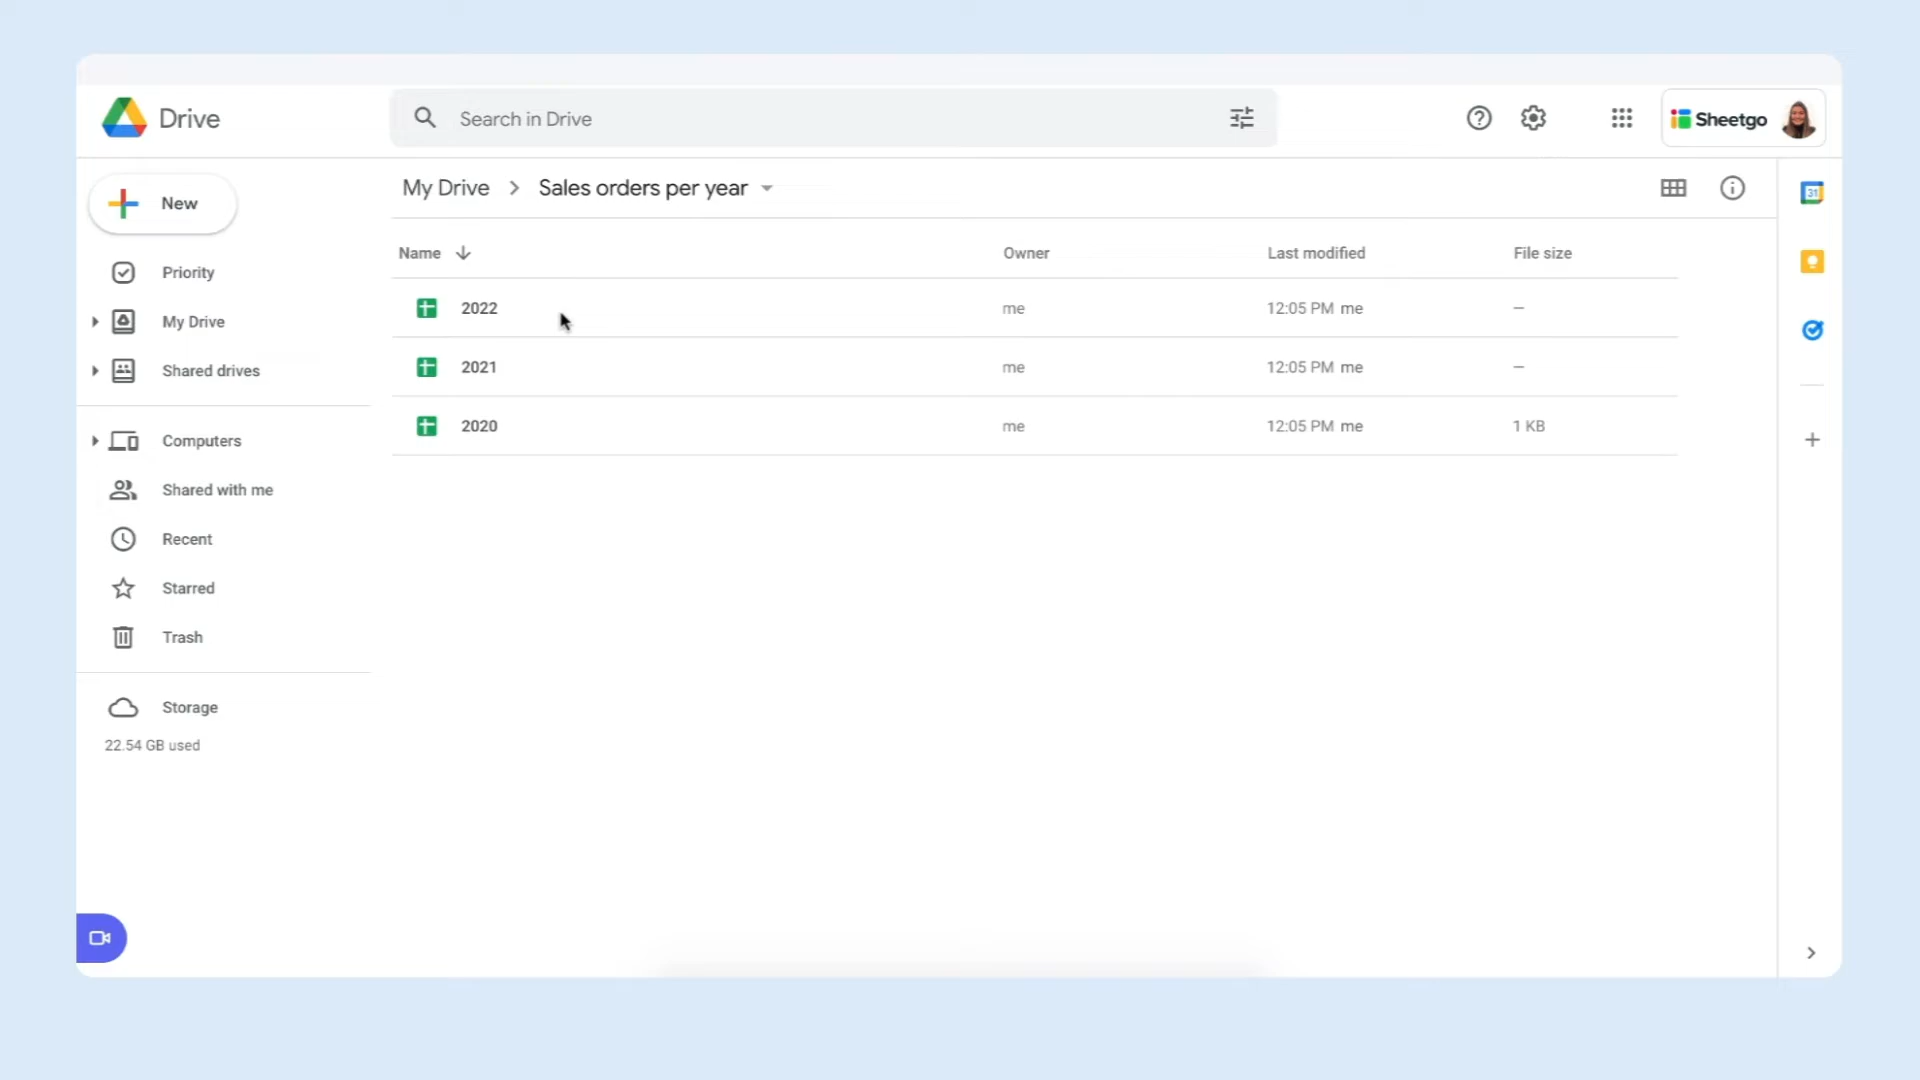 Drive
Search in Drive
Sheetgo
New
My Drive > Sales orders per year
31
Name Owner Last modified File size
Priority
2022 me 12:05 PM me –
My Drive
2021 me 12:05 PM me –
Shared drives
2020 me 12:05 PM me 1 KB
Computers
Shared with me
Recent
Starred
Trash
Storage
22.54 GB used